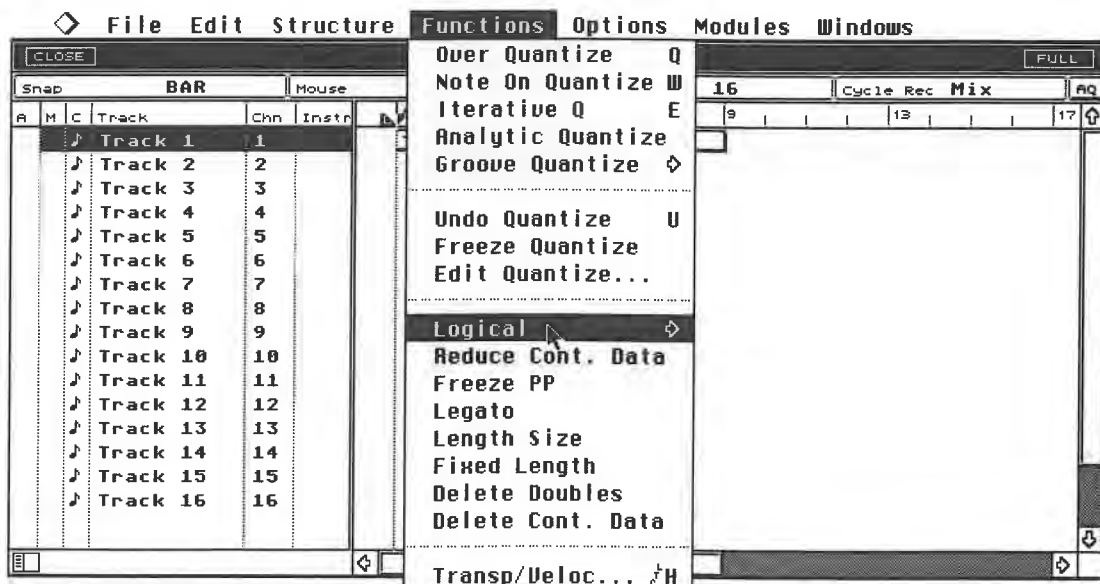 File Edit Structure Functions Options Modules Windows
CLOSE FULL
Snap BAR Mouse 16 Cycle Rec Mix AQ
A M C Track Chn Instr 9 13 17
Track 1 1
Track 2 2
Track 3 3
Track 4 4
Track 5 5
Track 6 6
Track 7 7
Track 8 8
Track 9 9
Track 10 10
Track 11 11
Track 12 12
Track 13 13
Track 14 14
Track 15 15
Track 16 16
Over Quantize Q
Note On Quantize W
Iterative Q E
Analytic Quantize
Groove Quantize
Undo Quantize U
Freeze Quantize
Edit Quantize...
Logical
Reduce Cont. Data
Freeze PP
Legato
Length Size
Fixed Length
Delete Doubles
Delete Cont. Data
Transp/Veloc... H